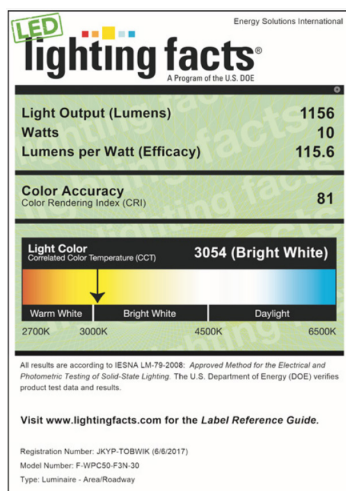 Energy Solutions International
LED
lighting facts®
A Program of the U.S. DOE
Light Output (Lumens) 1156
Watts 10
Lumens per Watt (Efficacy) 115.6
Color Accuracy
Color Rendering Index (CRI) 81
Light Color
Correlated Color Temperature (CCT) 3054 (Bright White)
Warm White Bright White Daylight
2700K 3000K 4500K 6500K
All results are according to IESNA LM-79-2008: Approved Method for the Electrical and
Photometric Testing of Solid-State Lighting. The U.S. Department of Energy (DOE) verifies
product test data and results.
Visit www.lightingfacts.com for the Label Reference Guide.
Registration Number: JKYP-TOBWIK (6/6/2017)
Model Number: F-WPC50-F3N-30
Type: Luminaire - Area/Roadway